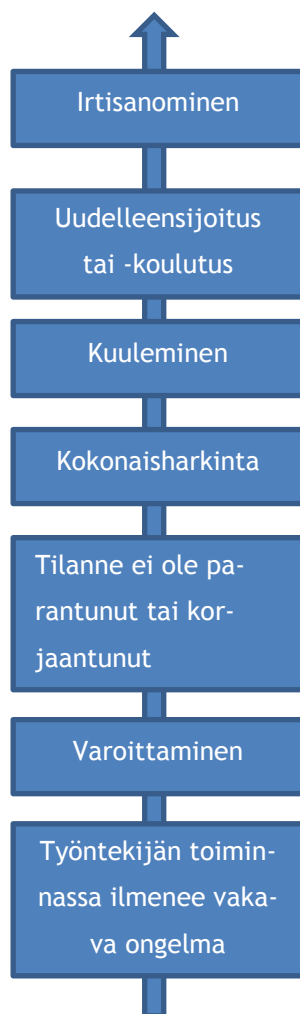 Irtisanominen
Uudelleensijoitus
tai -koulutus
Kuuleminen
Kokonaisharkinta
Tilanne ei ole pa-
rantunut tai kor-
jaantunut
Varoittaminen
Työntekijän toimin-
nassa ilmenee vaka-
va ongelma